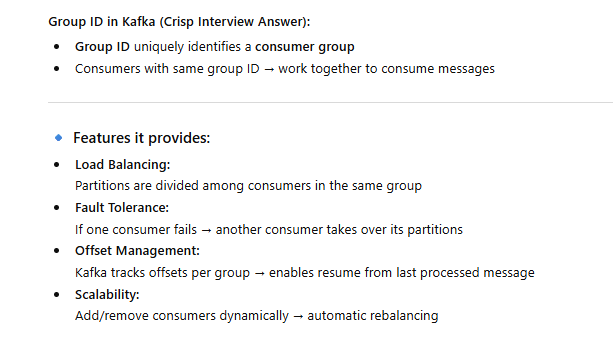 Group ID in Kafka (Crisp Interview Answer):
• Group ID uniquely identifies a consumer group
• Consumers with same group ID → work together to consume messages
🔹 Features it provides:
• Load Balancing:
Partitions are divided among consumers in the same group
• Fault Tolerance:
If one consumer fails → another consumer takes over its partitions
• Offset Management:
Kafka tracks offsets per group → enables resume from last processed message
• Scalability:
Add/remove consumers dynamically → automatic rebalancing